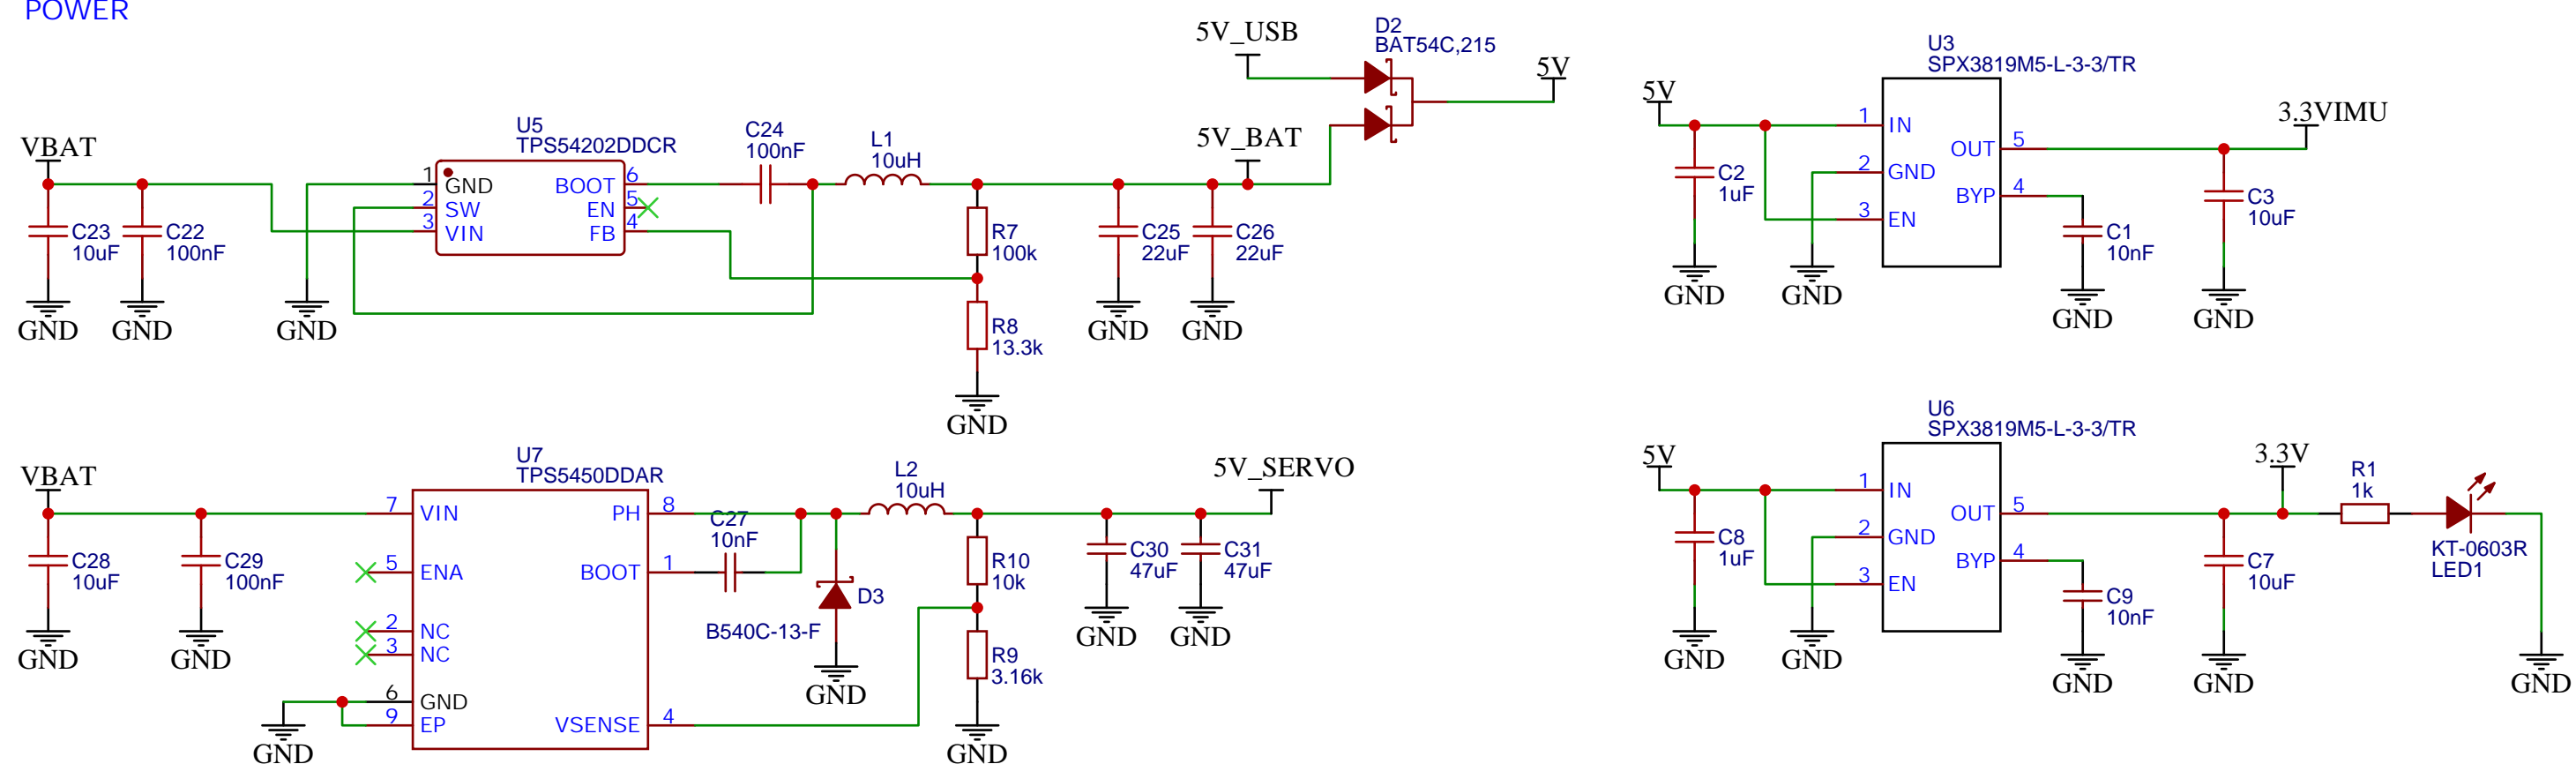 POWER
VBAT
C23
10uF
C22
100nF
GND
GND
GND
U5
TPS54202DDCR
1
GND
2
SW
3
VIN
BOOT
6
EN
5
FB
4
C24
100nF
L1
10uH
R7
100k
R8
13.3k
GND
C25
22uF
C26
22uF
GND
GND
5V_BAT
5V_USB
D2
BAT54C,215
5V
U3
SPX3819M5-L-3-3/TR
5V
C2
1uF
GND
GND
1
IN
2
GND
3
EN
OUT
5
BYP
4
C1
10nF
GND
3.3VIMU
C3
10uF
GND
VBAT
C28
10uF
C29
100nF
GND
GND
U7
TPS5450DDAR
7
VIN
5
ENA
2
NC
3
NC
6
GND
9
EP
GND
PH
8
BOOT
1
VSENSE
4
C27
10nF
D3
B540C-13-F
GND
L2
10uH
R10
10k
R9
3.16k
GND
5V_SERVO
C30
47uF
C31
47uF
GND
GND
U6
SPX3819M5-L-3-3/TR
5V
C8
1uF
GND
GND
1
IN
2
GND
3
EN
OUT
5
BYP
4
C9
10nF
GND
3.3V
C7
10uF
GND
R1
1k
KT-0603R
LED1
GND